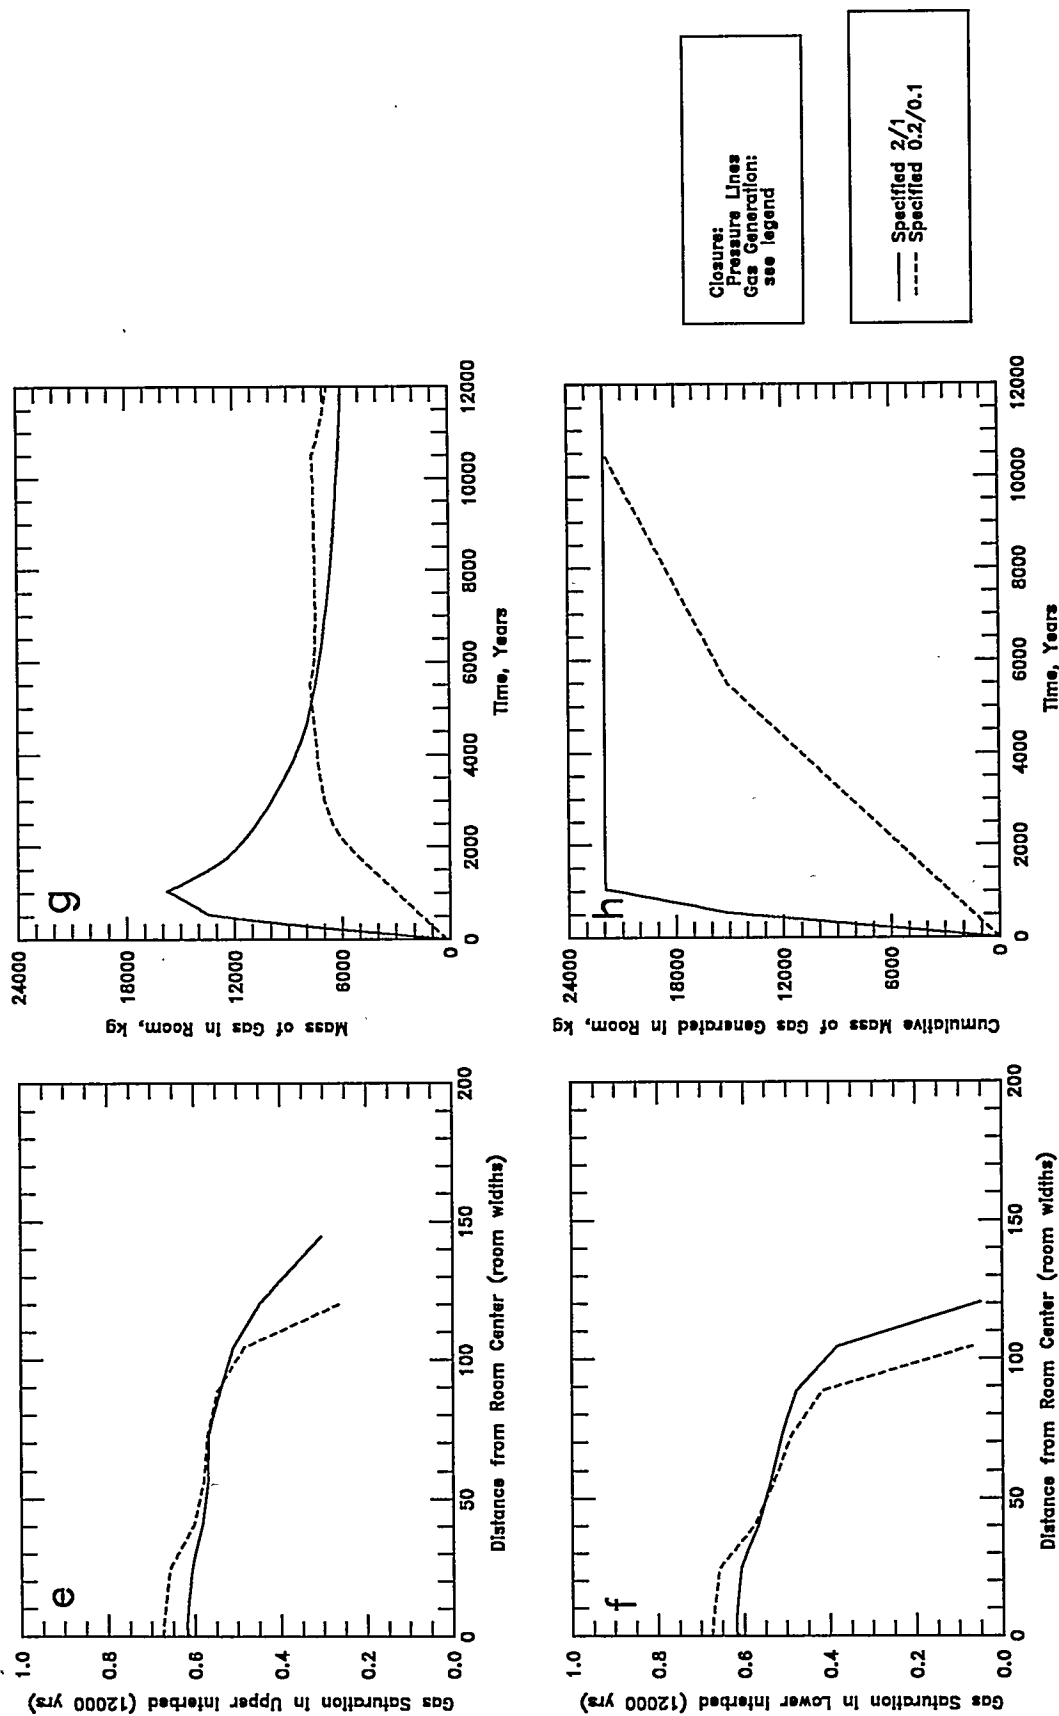 e
Gas Saturation in Upper Interbed (12000 yrs)
1.0
0.8
0.6
0.4
0.2
0.0
0
50
100
150
200
Distance from Room Center (room widths)
g
Mass of Gas in Room, kg
24000
18000
12000
6000
0
0
2000
4000
6000
8000
10000
12000
Time, Years
f
Gas Saturation in Lower Interbed (12000 yrs)
1.0
0.8
0.6
0.4
0.2
0.0
0
50
100
150
200
Distance from Room Center (room widths)
h
Cumulative Mass of Gas Generated in Room, kg
24000
18000
12000
6000
0
0
2000
4000
6000
8000
10000
12000
Time, Years
Closure:
Pressure Lines
Gas Generation:
see legend
Specified 2/1
Specified 0.2/0.1